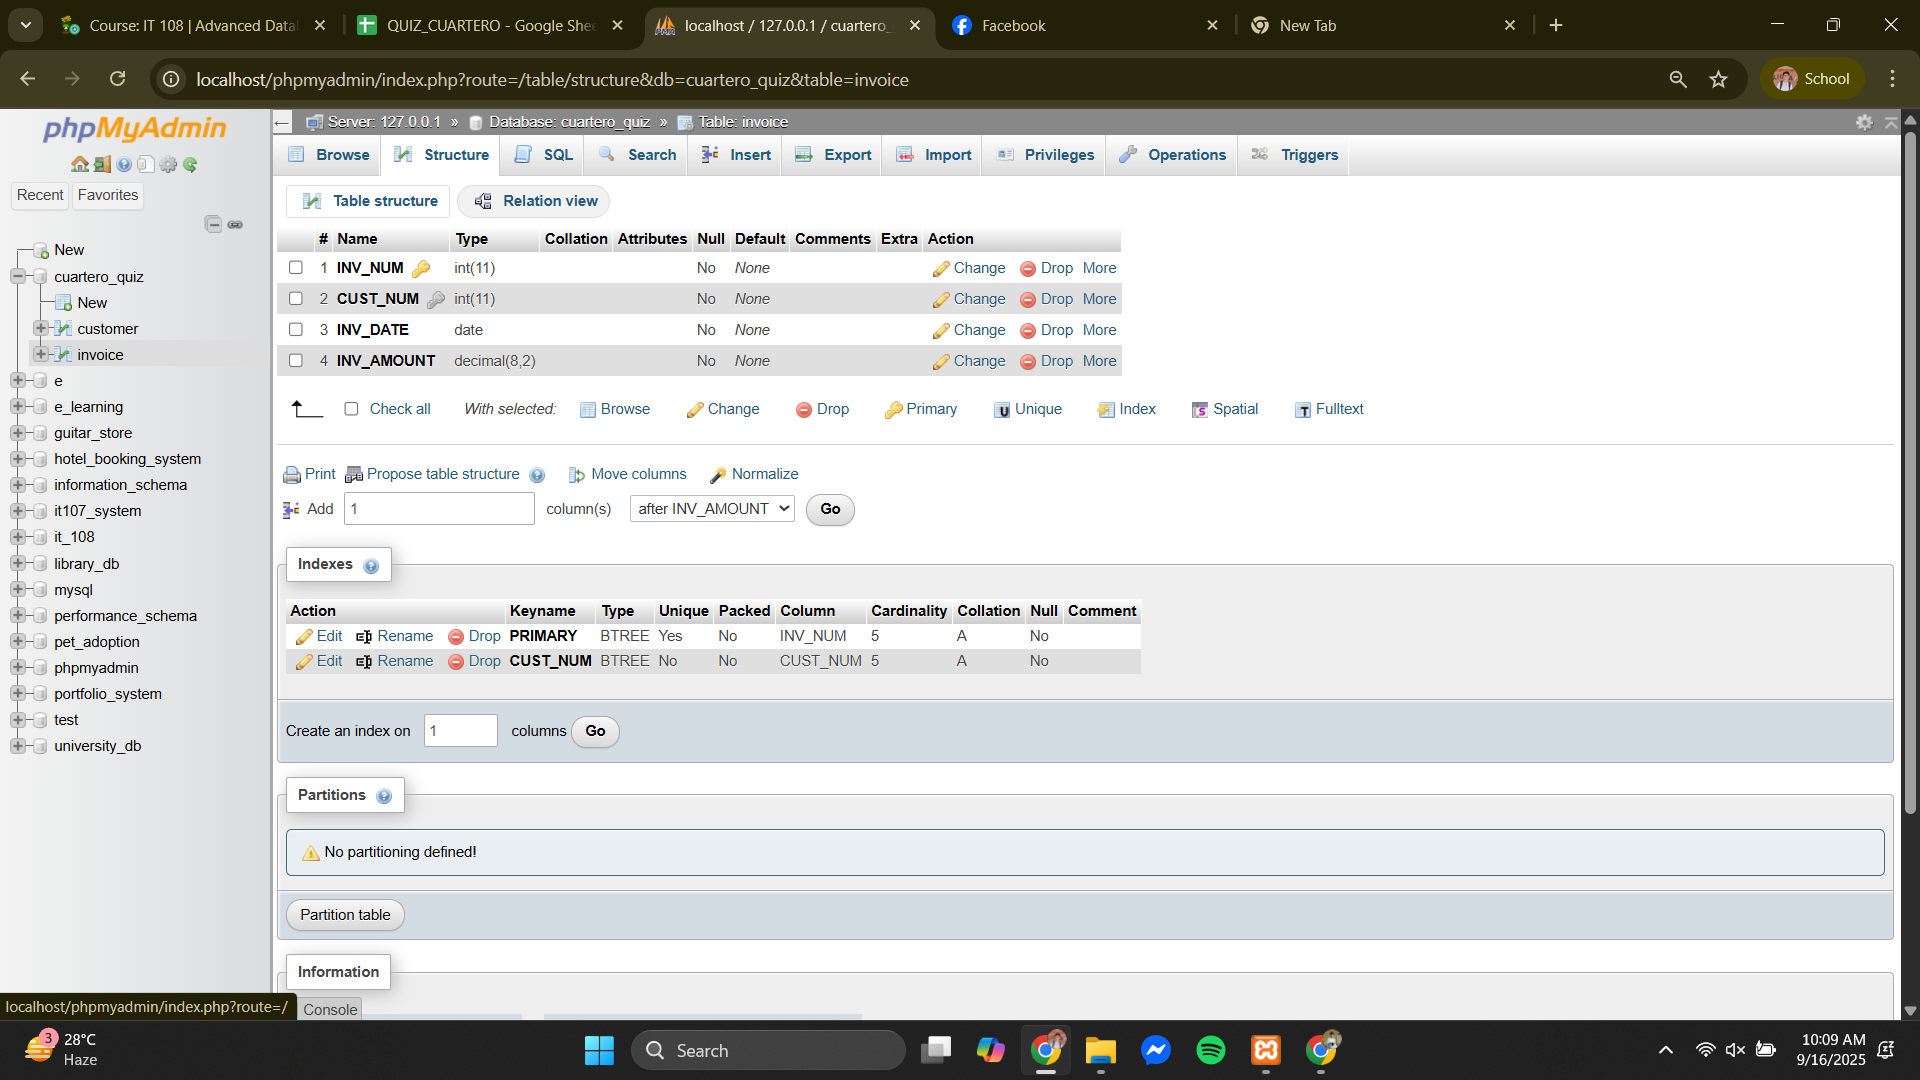 Course: IT 108 | Advanced Data
QUIZ_CUARTERO - Google She
localhost / 127.0.0.1 / cuartero_
Facebook
New Tab
localhost/phpmyadmin/index.php?route=/table/structure&db=cuartero_quiz&table=invoice
School
phpMyAdmin
Recent
Favorites
New
cuartero_quiz
New
customer
invoice
e
e_learning
guitar_store
hotel_booking_system
information_schema
it107_system
it_108
library_db
mysql
performance_schema
pet_adoption
phpmyadmin
portfolio_system
test
university_db
Server: 127.0.0.1 » Database: cuartero_quiz » Table: invoice
Browse Structure SQL Search Insert Export Import Privileges Operations Triggers
Table structure Relation view
# Name Type Collation Attributes Null Default Comments Extra Action
1 INV_NUM int(11) No None Change Drop More
2 CUST_NUM int(11) No None Change Drop More
3 INV_DATE date No None Change Drop More
4 INV_AMOUNT decimal(8,2) No None Change Drop More
Check all With selected: Browse Change Drop Primary Unique Index Spatial Fulltext
Print Propose table structure Move columns Normalize
Add 1 column(s) after INV_AMOUNT Go
Indexes
Action Keyname Type Unique Packed Column Cardinality Collation Null Comment
Edit Rename Drop PRIMARY BTREE Yes No INV_NUM 5 A No
Edit Rename Drop CUST_NUM BTREE No No CUST_NUM 5 A No
Create an index on 1 columns Go
Partitions
No partitioning defined!
Partition table
Information
localhost/phpmyadmin/index.php?route=/
Console
3
28°C
Haze
Search
10:09 AM
9/16/2025